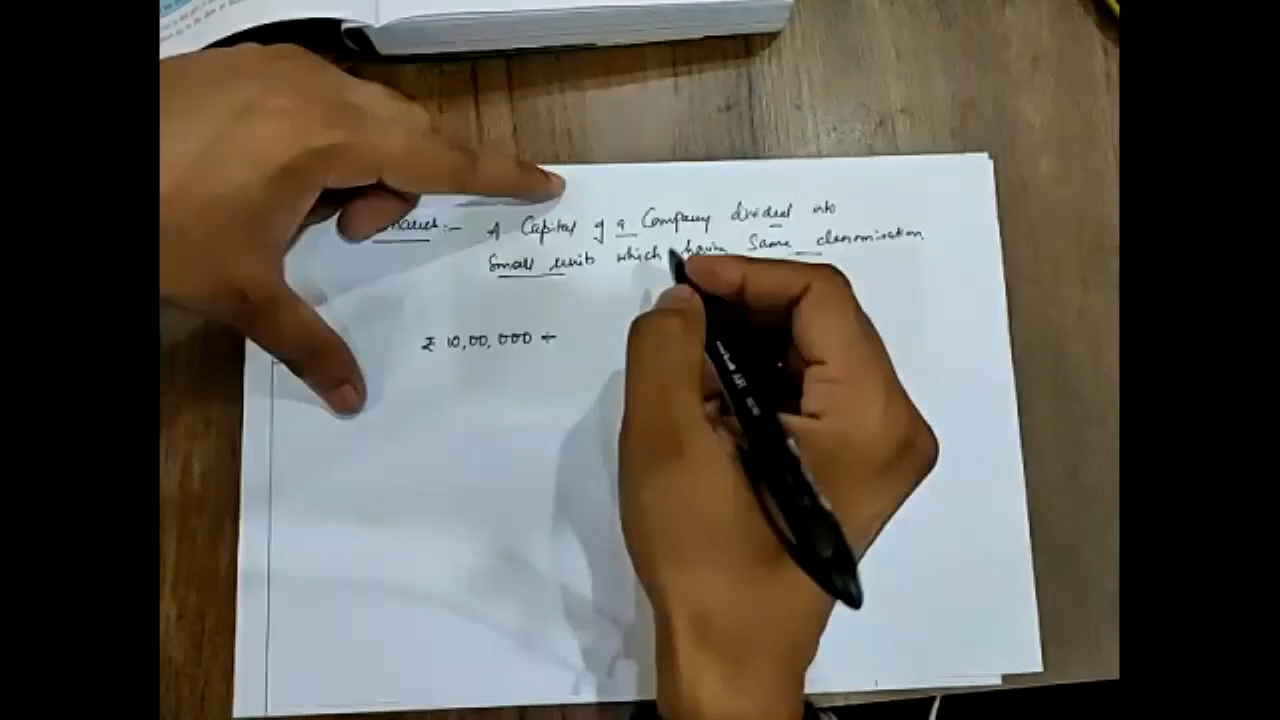 Shares:- A Capital of a Company divided into
Small units which having Same denomination
₹ 10,00,000 ÷